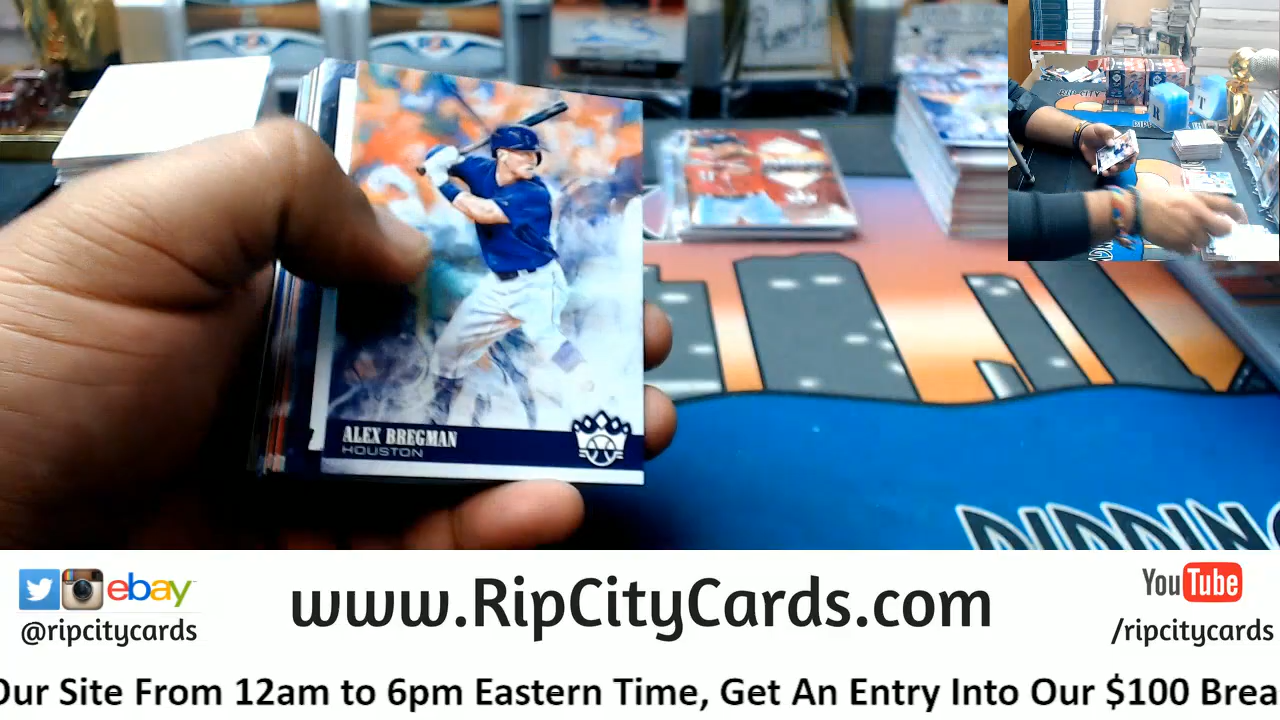 ALEX BREGMAN
HOUSTON
ebay
@ripcitycards
www.RipCityCards.com
YouTube
/ripcitycards
Our Site From 12am to 6pm Eastern Time, Get An Entry Into Our $100 Brea